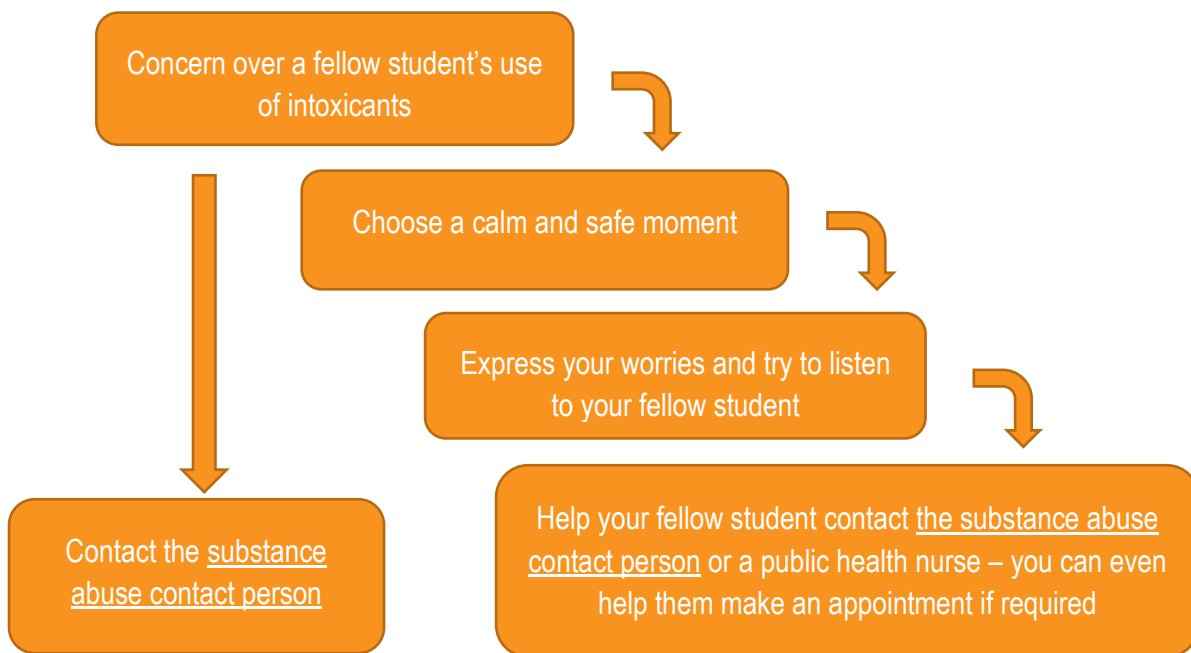 Concern over a fellow student’s use
of intoxicants
Choose a calm and safe moment
Express your worries and try to listen
to your fellow student
Contact the substance
abuse contact person
Help your fellow student contact the substance abuse
contact person or a public health nurse – you can even
help them make an appointment if required